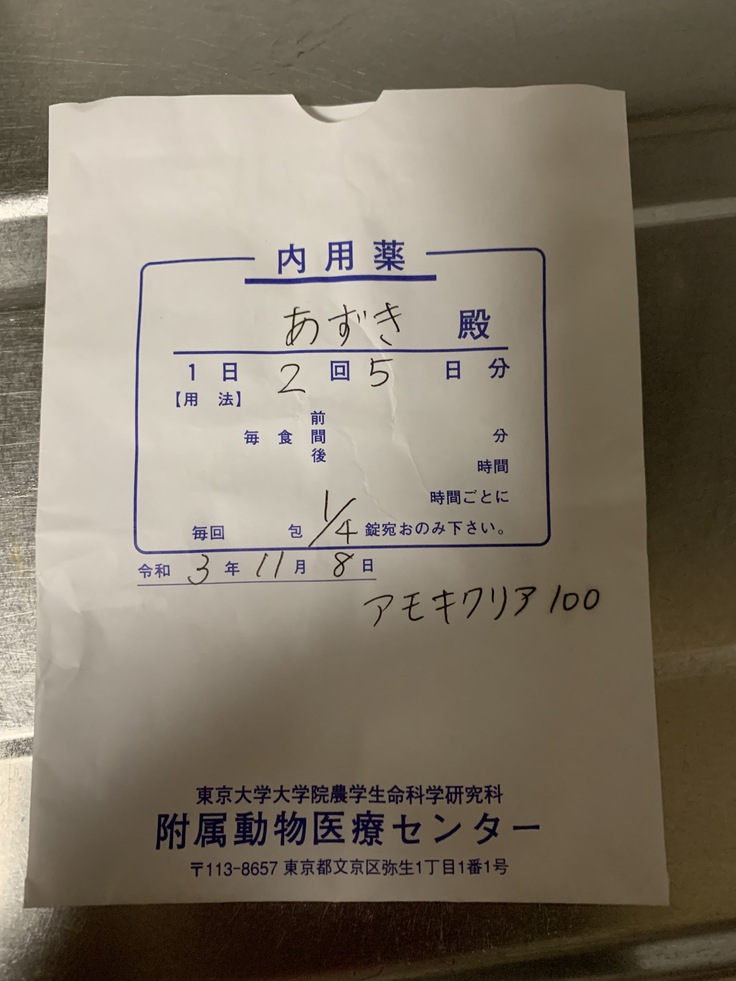 内用薬
あずき 殿
1日 2 回 5 日分
【用 法】
前
毎 食 間 分
後
時間
時間ごとに
毎回 包 1/4 錠宛おのみ下さい。
令和 3 年 11 月 8 日
アモキクリア 100
東京大学大学院農学生命科学研究科
附属動物医療センター
〒113-8657 東京都文京区弥生1丁目1番1号